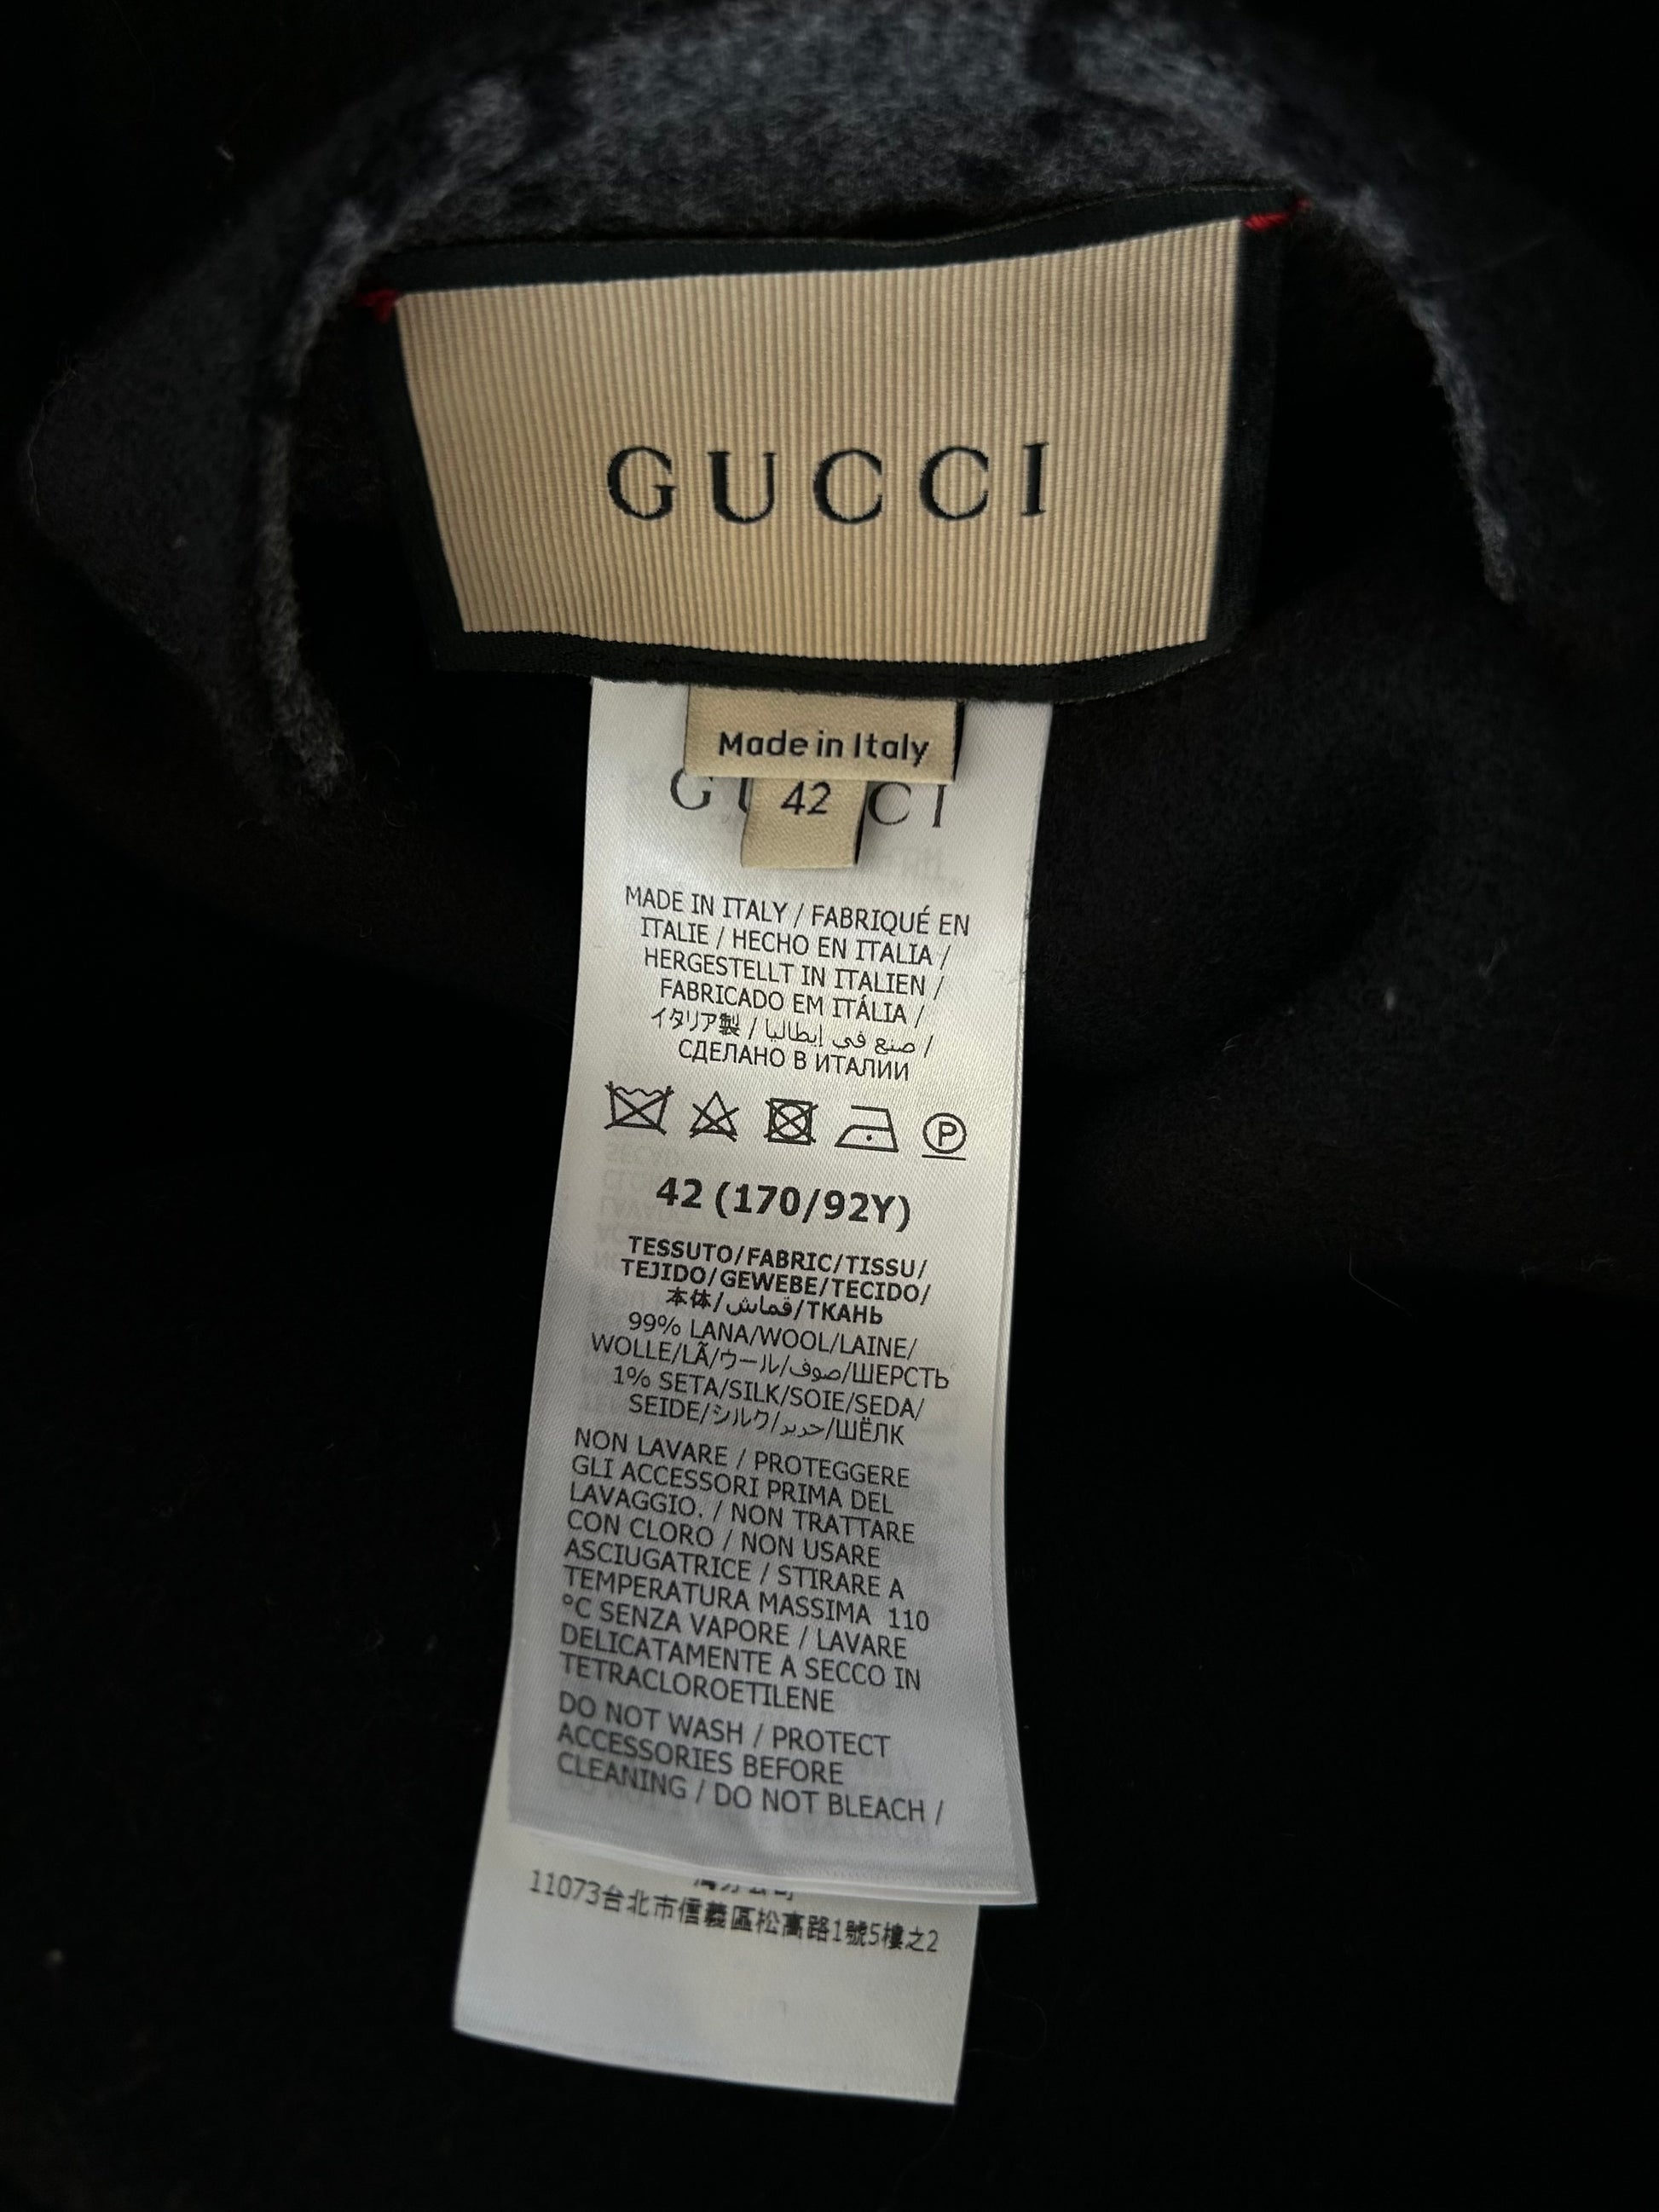 GUCCI
Made in Italy
42
MADE IN ITALY / FABRIQUÉ EN
ITALIE / HECHO EN ITALIA /
HERGESTELLT IN ITALIEN /
FABRICADO EM ITÁLIA /
イタリア製 / صنع في إيطاليا /
СДЕЛАНО В ИТАЛИИ
P
42 (170/92Y)
TESSUTO/FABRIC/TISSU/
TEJIDO/GEWEBE/TECIDO/
本体/قماش/ТКАНЬ
99% LANA/WOOL/LAINE/
WOLLE/LÃ/ウール/صوف/ШЕРСТЬ
1% SETA/SILK/SOIE/SEDA/
SEIDE/シルク/حرير/ШЁЛК
NON LAVARE / PROTEGGERE
GLI ACCESSORI PRIMA DEL
LAVAGGIO. / NON TRATTARE
CON CLORO / NON USARE
ASCIUGATRICE / STIRARE A
TEMPERATURA MASSIMA 110
°C SENZA VAPORE / LAVARE
DELICATAMENTE A SECCO IN
TETRACLOROETILENE
DO NOT WASH / PROTECT
ACCESSORIES BEFORE
CLEANING / DO NOT BLEACH /
11073台北市信義區松高路1號5樓之2